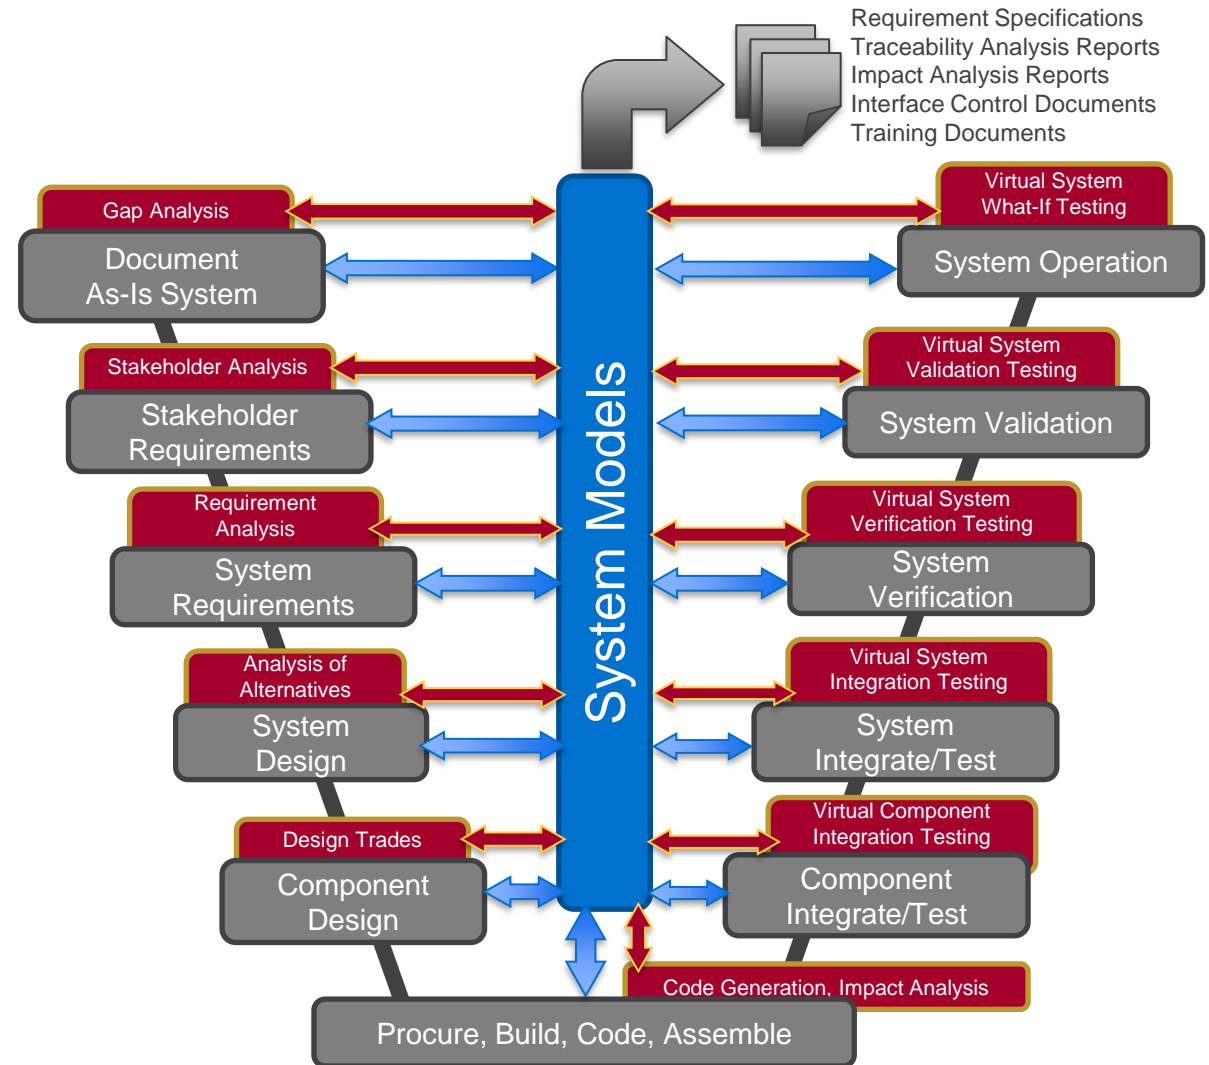 Requirement Specifications
Traceability Analysis Reports
Impact Analysis Reports
Interface Control Documents
Training Documents
Gap Analysis
Document
As-Is System
Stakeholder Analysis
Stakeholder
Requirements
Requirement
Analysis
System
Requirements
Analysis of
Alternatives
System
Design
Design Trades
Component
Design
System Models
Virtual System
What-If Testing
System Operation
Virtual System
Validation Testing
System Validation
Virtual System
Verification Testing
System
Verification
Virtual System
Integration Testing
System
Integrate/Test
Virtual Component
Integration Testing
Component
Integrate/Test
Code Generation, Impact Analysis
Procure, Build, Code, Assemble